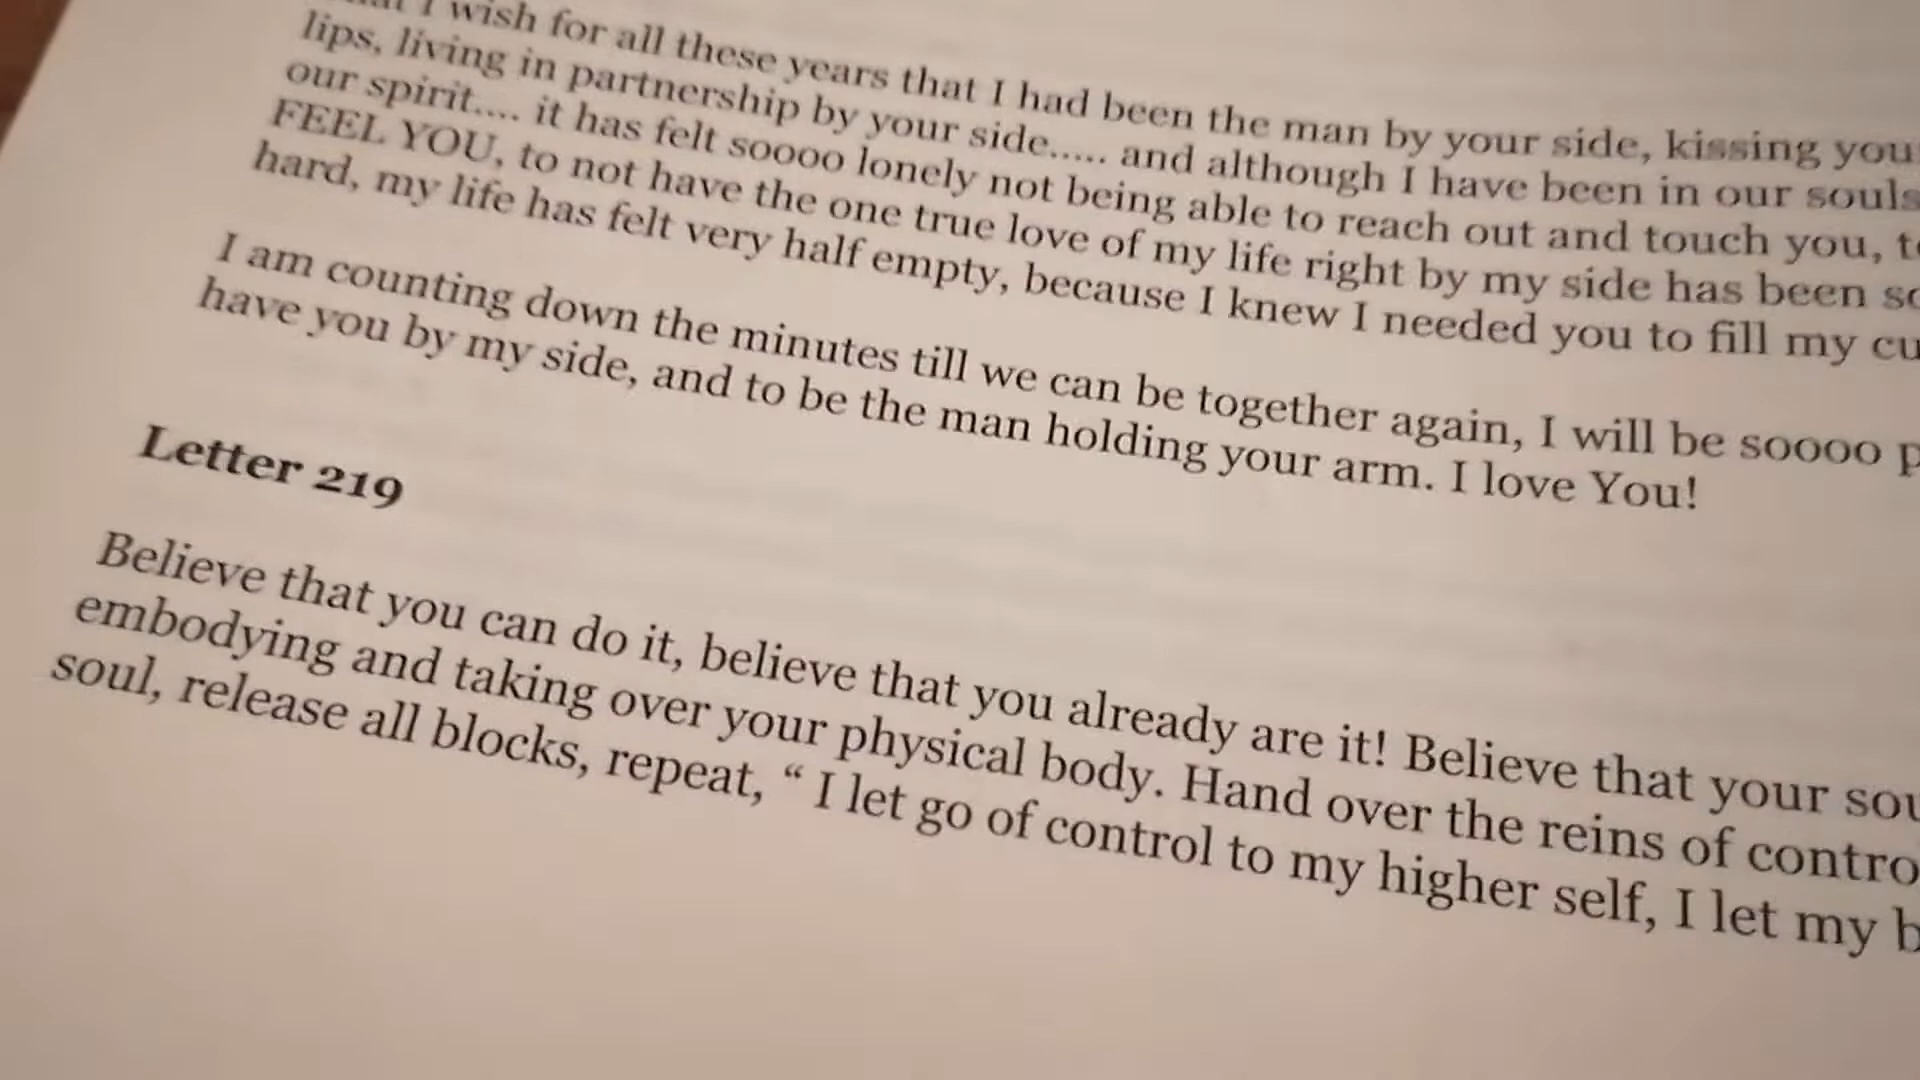 I wish for all these years that I had been the man by your side, kissing
lips, living in partnership by your side..... and although I have been in our souls
our spirit.... it has felt soooo lonely not being able to reach out and touch you,
FEEL YOU, to not have the one true love of my life right by my side has been
hard, my life has felt very half empty, because I knew I needed you to fill my
I am counting down the minutes till we can be together again, I will be soooo
have you by my side, and to be the man holding your arm. I love You!
Letter 219
Believe that you can do it, believe that you already are it! Believe that your
embodying and taking over your physical body. Hand over the reins of
soul, release all blocks, repeat, “ I let go of control to my higher self, I let my